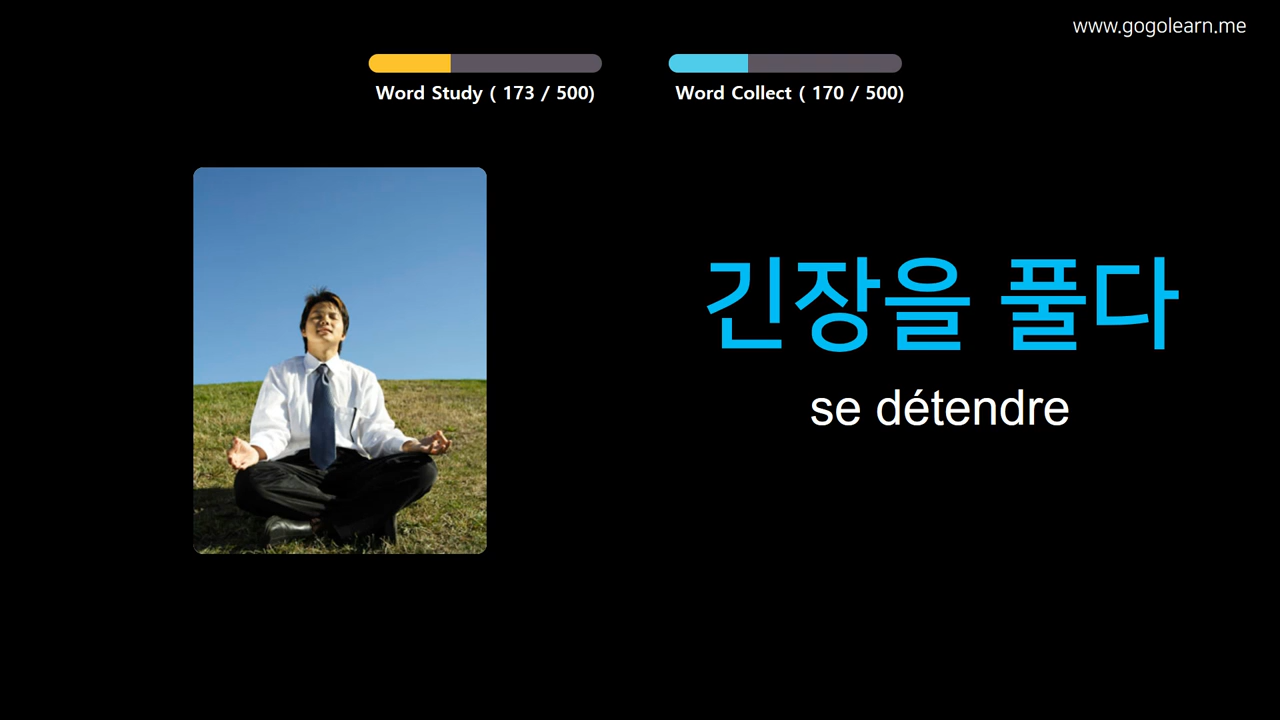 www.gogolearn.me
Word Study ( 173 / 500)
Word Collect ( 170 / 500)
긴장을 풀다
se détendre